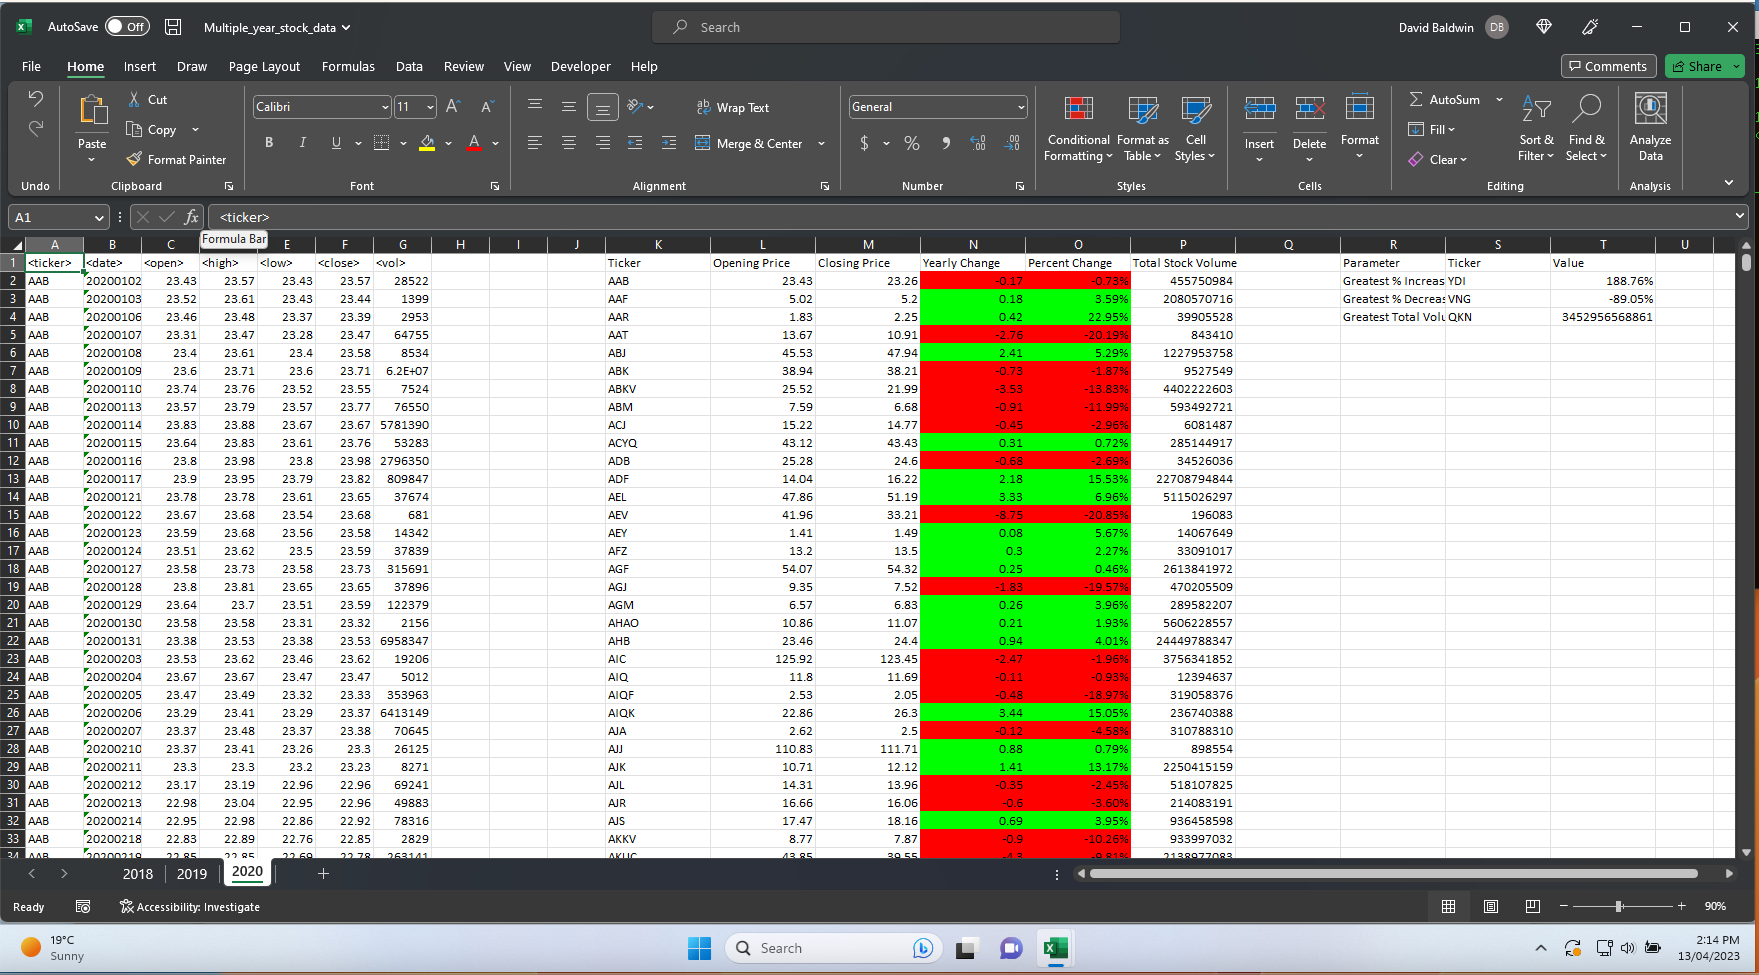 AutoSave Off Multiple_year_stock_data Search David Baldwin DB
File Home Insert Draw Page Layout Formulas Data Review View Developer Help Comments Share
Cut Calibri 11 Wrap Text General AutoSum
Copy Conditional Format as Cell Fill
Paste Format Painter Merge & Center $ % Formatting Table Styles Insert Delete Format Clear Sort & Find & Analyze
Filter Select Data
Undo Clipboard Font Alignment Number Styles Cells Editing Analysis
A1 fx <ticker>
Formula Bar
A B C E F G H I J K L M N O P Q R S T U
1 <ticker> <date> <open> <high> <low> <close> <vol> Ticker Opening Price Closing Price Yearly Change Percent Change Total Stock Volume Parameter Ticker Value
2 AAB 20200102 23.43 23.57 23.43 23.57 28522 AAB 23.43 23.26 -0.17 -0.73% 455750984 Greatest % Increas YDI 188.76%
3 AAB 20200103 23.52 23.61 23.43 23.44 1399 AAF 5.02 5.2 0.18 3.59% 2080570716 Greatest % Decreas VNG -89.05%
4 AAB 20200106 23.46 23.48 23.37 23.39 2953 AAR 1.83 2.25 0.42 22.95% 39905528 Greatest Total Volu QKN 3452956568861
5 AAB 20200107 23.31 23.47 23.28 23.47 64755 AAT 13.67 10.91 -2.76 -20.19% 843410
6 AAB 20200108 23.4 23.61 23.4 23.58 8534 ABJ 45.53 47.94 2.41 5.29% 1227953758
7 AAB 20200109 23.6 23.71 23.6 23.71 6.2E+07 ABK 38.94 38.21 -0.73 -1.87% 9527549
8 AAB 20200110 23.74 23.76 23.52 23.55 7524 ABKV 25.52 21.99 -3.53 -13.83% 4402222603
9 AAB 20200113 23.57 23.79 23.57 23.77 76550 ABM 7.59 6.68 -0.91 -11.99% 593492721
10 AAB 20200114 23.83 23.88 23.67 23.67 5781390 ACJ 15.22 14.77 -0.45 -2.96% 6081487
11 AAB 20200115 23.64 23.83 23.61 23.76 53283 ACYQ 43.12 43.43 0.31 0.72% 285144917
12 AAB 20200116 23.8 23.98 23.8 23.98 2796350 ADB 25.28 24.6 -0.68 -2.69% 34526036
13 AAB 20200117 23.9 23.95 23.79 23.82 809847 ADF 14.04 16.22 2.18 15.53% 22708794844
14 AAB 20200121 23.78 23.78 23.61 23.65 37674 AEL 47.86 51.19 3.33 6.96% 5115026297
15 AAB 20200122 23.67 23.68 23.54 23.68 681 AEV 41.96 33.21 -8.75 -20.85% 196083
16 AAB 20200123 23.59 23.68 23.56 23.58 14342 AEY 1.41 1.49 0.08 5.67% 14067649
17 AAB 20200124 23.51 23.62 23.5 23.59 37839 AFZ 13.2 13.5 0.3 2.27% 33091017
18 AAB 20200127 23.58 23.73 23.58 23.73 315691 AGF 54.07 54.32 0.25 0.46% 2613841972
19 AAB 20200128 23.8 23.81 23.65 23.65 37896 AGJ 9.35 7.52 -1.83 -19.57% 470205509
20 AAB 20200129 23.64 23.7 23.51 23.59 122379 AGM 6.57 6.83 0.26 3.96% 289582207
21 AAB 20200130 23.58 23.58 23.31 23.32 2156 AHAO 10.86 11.07 0.21 1.93% 5606228557
22 AAB 20200131 23.38 23.53 23.38 23.53 6958347 AHB 23.46 24.4 0.94 4.01% 24449788347
23 AAB 20200203 23.53 23.62 23.46 23.62 19206 AIC 125.92 123.45 -2.47 -1.96% 3756341852
24 AAB 20200204 23.67 23.67 23.47 23.47 5012 AIQ 11.8 11.69 -0.11 -0.93% 12394637
25 AAB 20200205 23.47 23.49 23.32 23.33 353963 AIQF 2.53 2.05 -0.48 -18.97% 319058376
26 AAB 20200206 23.29 23.41 23.29 23.37 6413149 AIQK 22.86 26.3 3.44 15.05% 236740388
27 AAB 20200207 23.37 23.48 23.37 23.38 70645 AJA 2.62 2.5 -0.12 -4.58% 310788310
28 AAB 20200210 23.37 23.41 23.26 23.3 26125 AJJ 110.83 111.71 0.88 0.79% 898554
29 AAB 20200211 23.3 23.3 23.2 23.23 8271 AJK 10.71 12.12 1.41 13.17% 2250415159
30 AAB 20200212 23.17 23.19 22.96 22.96 69241 AJL 14.31 13.96 -0.35 -2.45% 518107825
31 AAB 20200213 22.98 23.04 22.95 22.96 49883 AJR 16.66 16.06 -0.6 -3.60% 214083191
32 AAB 20200214 22.95 22.98 22.86 22.92 78316 AJS 17.47 18.16 0.69 3.95% 936458598
33 AAB 20200218 22.83 22.89 22.76 22.85 2829 AKKV 8.77 7.87 -0.9 -10.26% 933997032
34 AAB 20200219 22.85 22.85 22.69 22.78 263141 AKUC 43.85 39.55 -4.3 -9.81% 2138977083
2018 2019 2020
Ready Accessibility: Investigate 90%
19°C
Sunny
Search
2:14 PM
13/04/2023